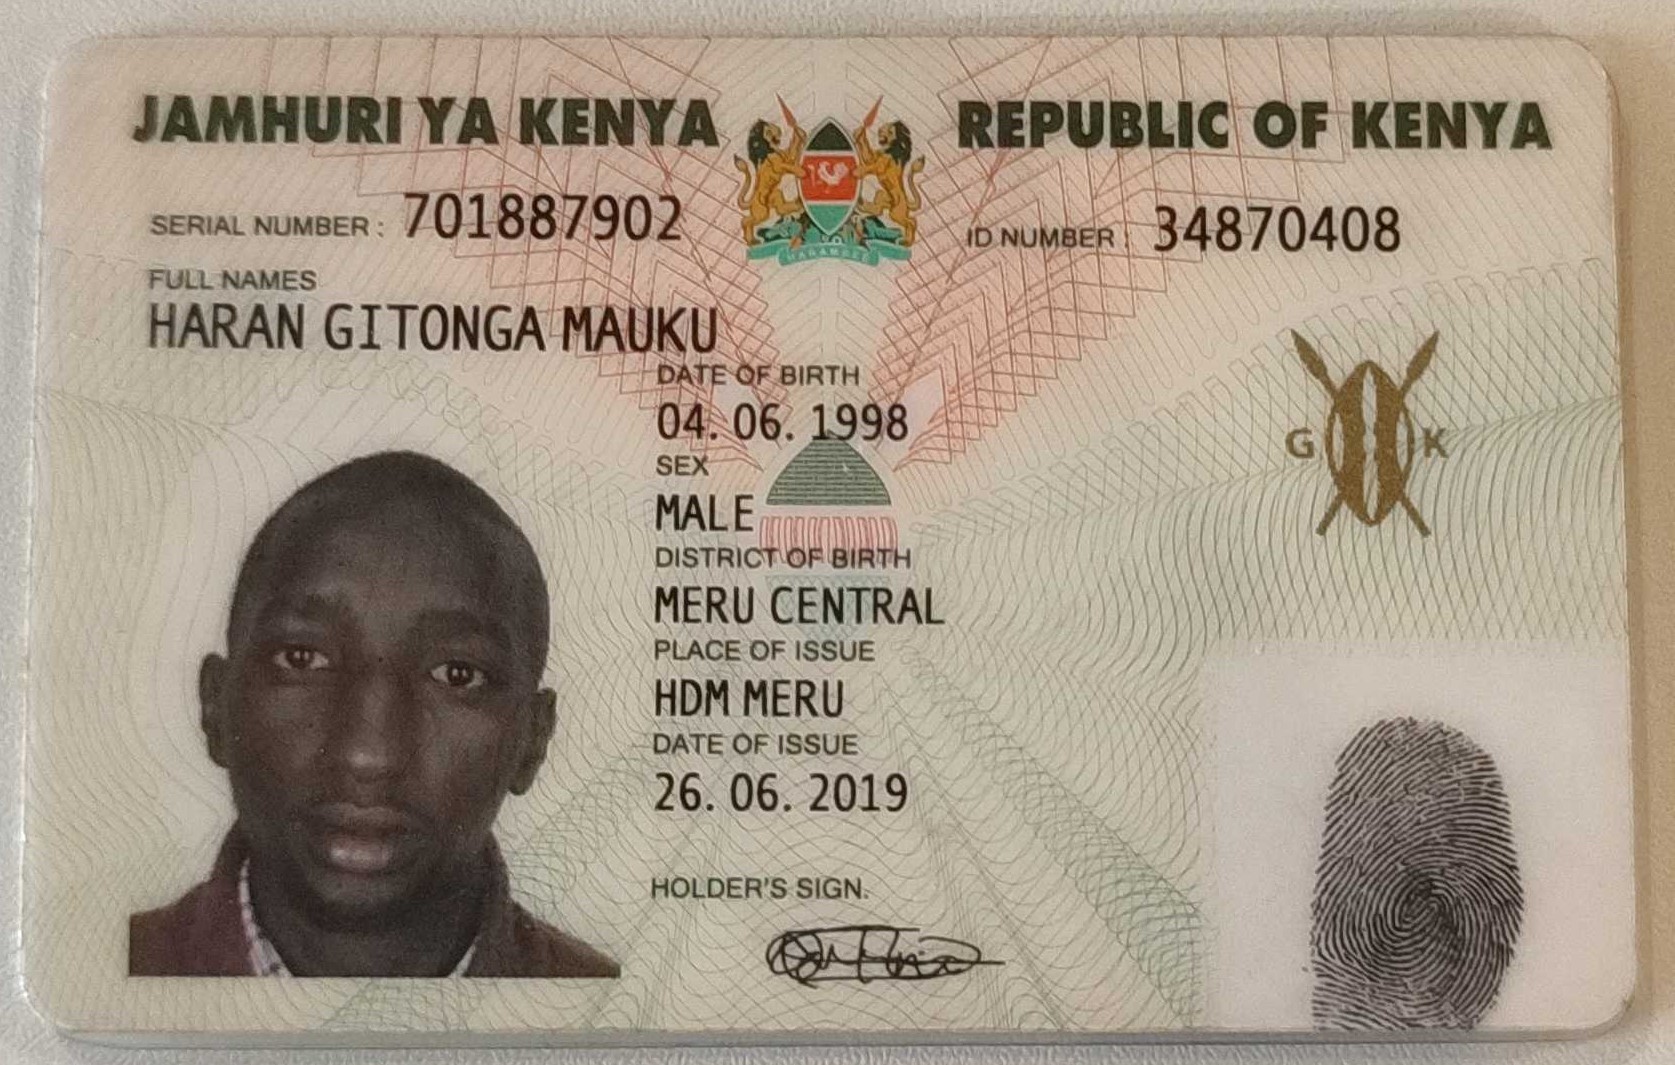 JAMHURI YA KENYA REPUBLIC OF KENYA
SERIAL NUMBER : 701887902 ID NUMBER : 34870408
FULL NAMES
HARAN GITONGA MAUKU
DATE OF BIRTH
04. 06. 1998
SEX
MALE
DISTRICT OF BIRTH
MERU CENTRAL
PLACE OF ISSUE
HDM MERU
DATE OF ISSUE
26. 06. 2019
HOLDER'S SIGN.
G K
HARAMBEE